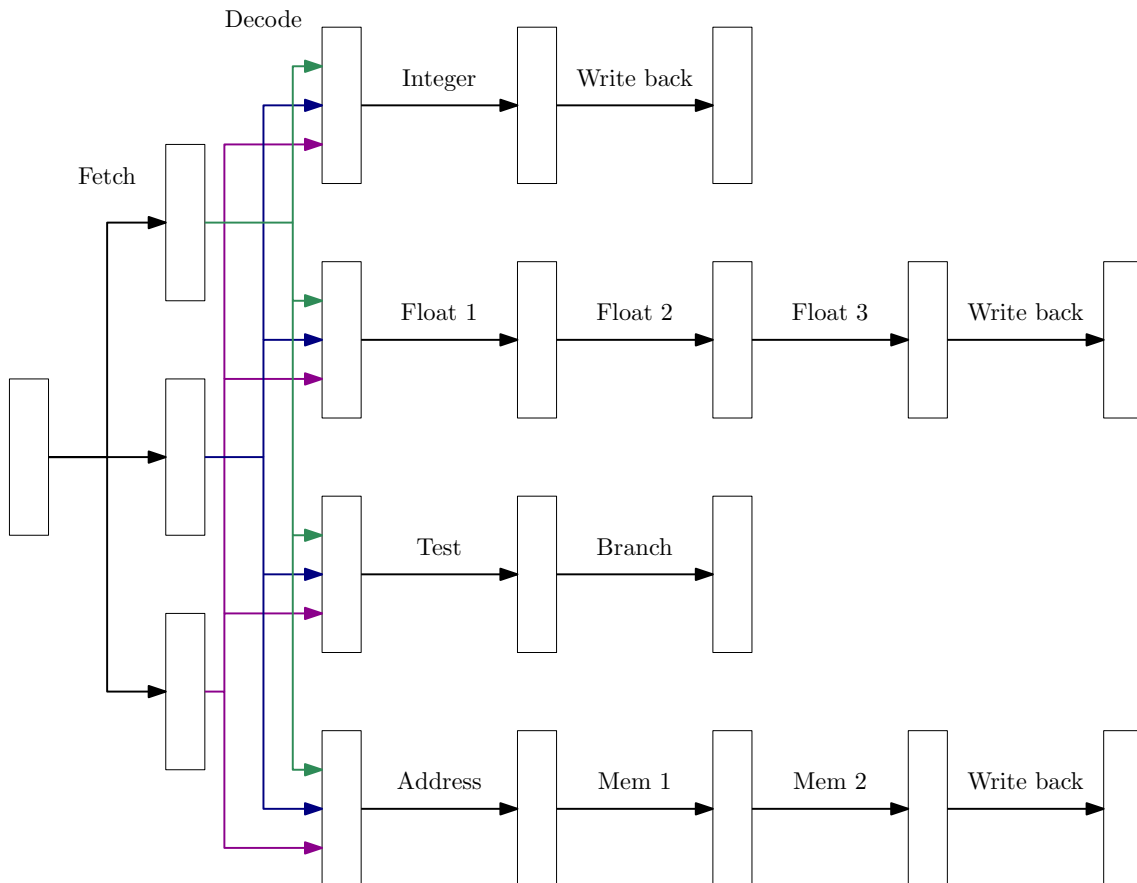 Decode
Integer
Write back
Fetch
Float 1
Float 2
Float 3
Write back
Test
Branch
Address
Mem 1
Mem 2
Write back